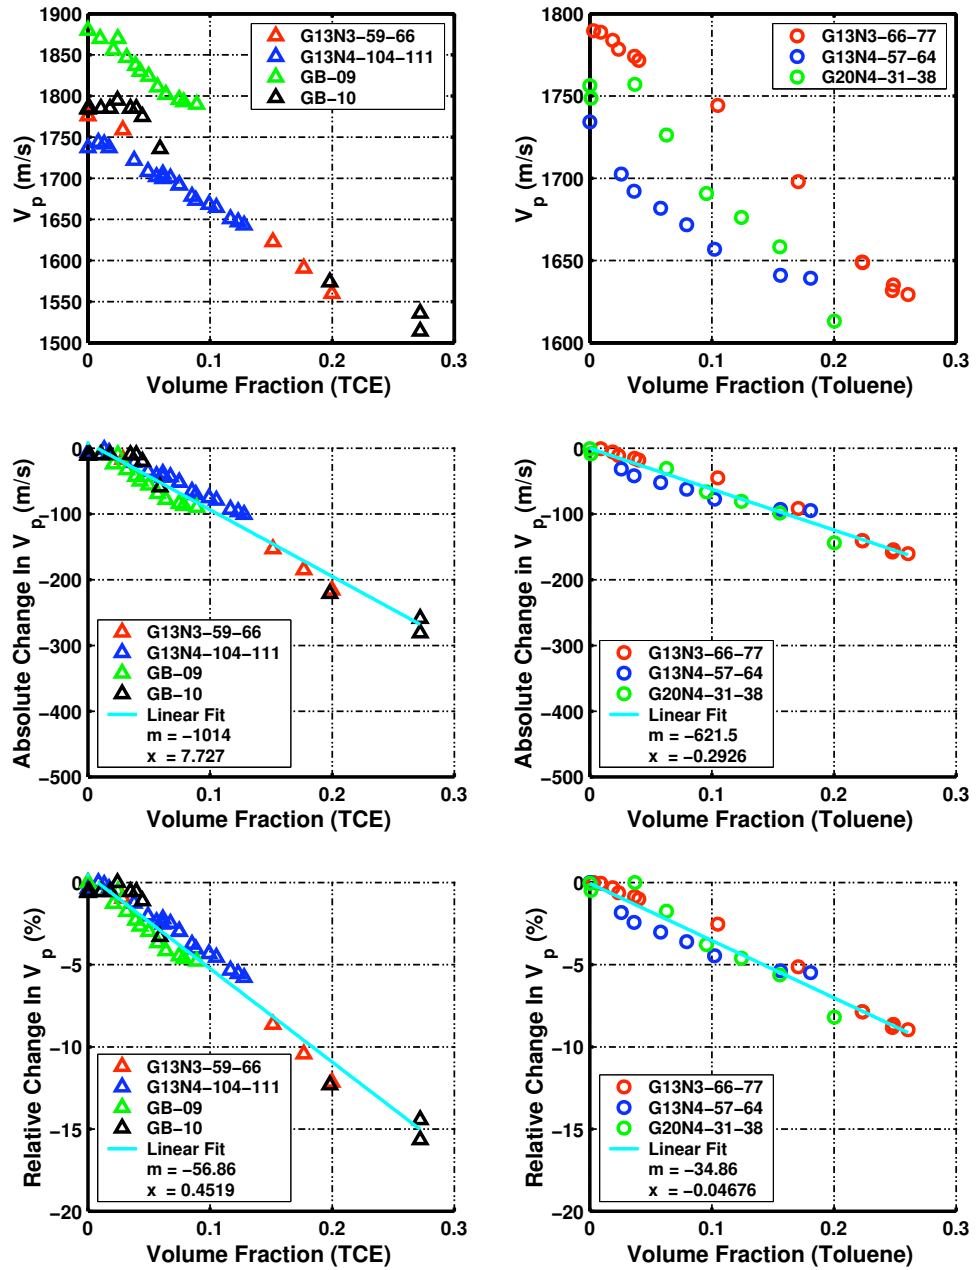 1900
1850
1800
1750
1700
1650
1600
1550
1500
0
0.1
0.2
0.3
V_p (m/s)
Volume Fraction (TCE)
G13N3−59−66
G13N4−104−111
GB−09
GB−10
1800
1750
1700
1650
1600
0
0.1
0.2
0.3
V_p (m/s)
Volume Fraction (Toluene)
G13N3−66−77
G13N4−57−64
G20N4−31−38
0
−100
−200
−300
−400
−500
0
0.1
0.2
0.3
Absolute Change In V_p (m/s)
Volume Fraction (TCE)
G13N3−59−66
G13N4−104−111
GB−09
GB−10
Linear Fit
m = −1014
x = 7.727
0
−100
−200
−300
−400
−500
0
0.1
0.2
0.3
Absolute Change In V_p (m/s)
Volume Fraction (Toluene)
G13N3−66−77
G13N4−57−64
G20N4−31−38
Linear Fit
m = −621.5
x = −0.2926
0
−5
−10
−15
−20
0
0.1
0.2
0.3
Relative Change In V_p (%)
Volume Fraction (TCE)
G13N3−59−66
G13N4−104−111
GB−09
GB−10
Linear Fit
m = −56.86
x = 0.4519
0
−5
−10
−15
−20
0
0.1
0.2
0.3
Relative Change In V_p (%)
Volume Fraction (Toluene)
G13N3−66−77
G13N4−57−64
G20N4−31−38
Linear Fit
m = −34.86
x = −0.04676